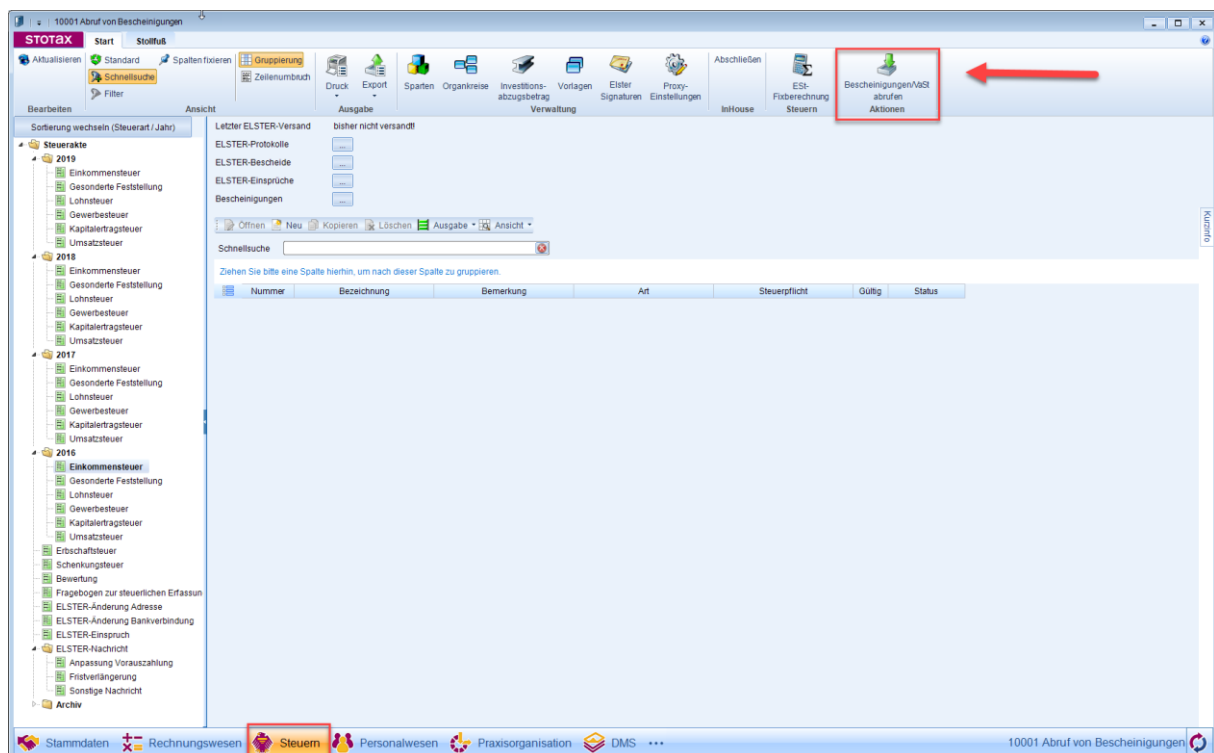 10001 Abruf von Bescheinigungen
STOTAX Start Stollfuß
Aktualisieren Standard Spalten fixieren Gruppierung
Schnellsuche Zeilenumbruch
Filter
Druck Export Sparten Organkreise Investitions-abzugsbetrag Vorlagen Elster Signaturen Proxy-Einstellungen Abschließen ESt-Fixberechnung Bescheinigungen/VaSt abrufen
Bearbeiten Ansicht Ausgabe Verwaltung InHouse Steuern Aktionen
Sortierung wechseln (Steuerart / Jahr)
Steuerakte
2019
Einkommensteuer
Gesonderte Feststellung
Lohnsteuer
Gewerbesteuer
Kapitalertragsteuer
Umsatzsteuer
2018
Einkommensteuer
Gesonderte Feststellung
Lohnsteuer
Gewerbesteuer
Kapitalertragsteuer
Umsatzsteuer
2017
Einkommensteuer
Gesonderte Feststellung
Lohnsteuer
Gewerbesteuer
Kapitalertragsteuer
Umsatzsteuer
2016
Einkommensteuer
Gesonderte Feststellung
Lohnsteuer
Gewerbesteuer
Kapitalertragsteuer
Umsatzsteuer
Erbschaftsteuer
Schenkungsteuer
Bewertung
Fragebogen zur steuerlichen Erfassun
ELSTER-Änderung Adresse
ELSTER-Änderung Bankverbindung
ELSTER-Einspruch
ELSTER-Nachricht
Anpassung Vorauszahlung
Fristverlängerung
Sonstige Nachricht
Archiv
Letzter ELSTER-Versand bisher nicht versandt!
ELSTER-Protokolle ...
ELSTER-Bescheide ...
ELSTER-Einsprüche ...
Bescheinigungen ...
Öffnen Neu Kopieren Löschen Ausgabe Ansicht
Schnellsuche
Ziehen Sie bitte eine Spalte hierhin, um nach dieser Spalte zu gruppieren.
Nummer Bezeichnung Bemerkung Art Steuerpflicht Gültig Status
Kurzinfo
Stammdaten Rechnungswesen Steuern Personalwesen Praxisorganisation DMS ••• 10001 Abruf von Bescheinigungen